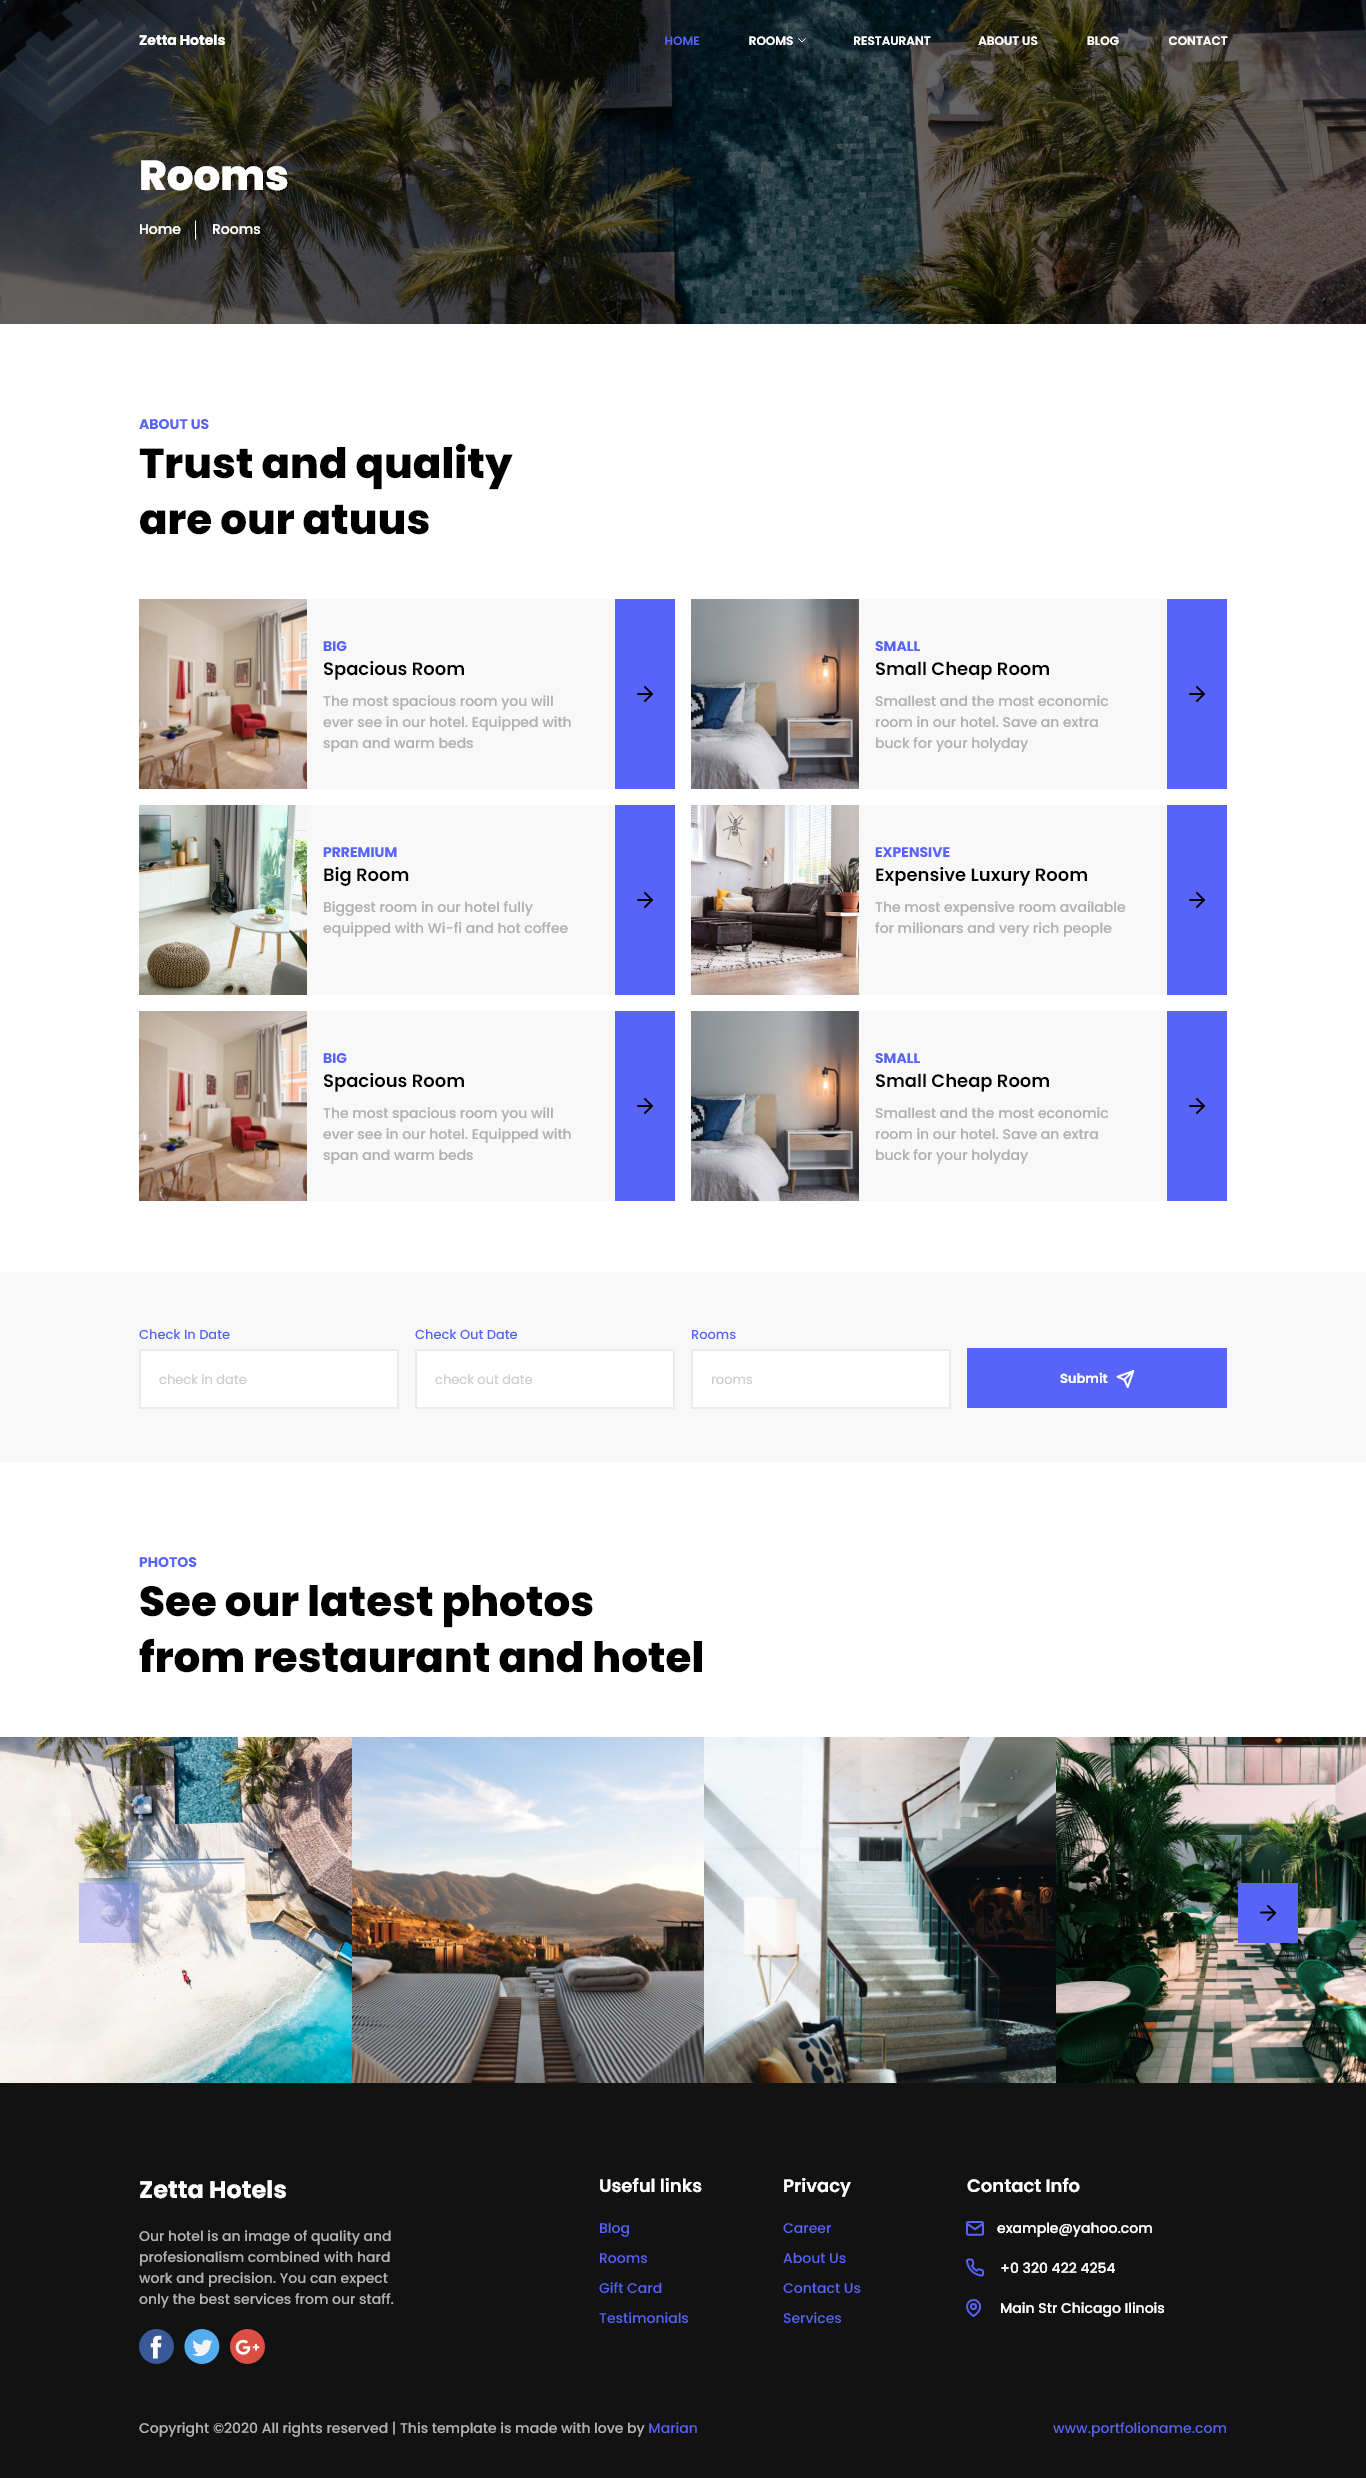 Zetta Hotels
HOME
ROOMS
RESTAURANT
ABOUT US
BLOG
CONTACT
Rooms
Home
Rooms
ABOUT US
Trust and quality
are our atuus
BIG
Spacious Room
The most spacious room you will
ever see in our hotel. Equipped with
span and warm beds
SMALL
Small Cheap Room
Smallest and the most economic
room in our hotel. Save an extra
buck for your holyday
PRREMIUM
Big Room
Biggest room in our hotel fully
equipped with Wi-fi and hot coffee
EXPENSIVE
Expensive Luxury Room
The most expensive room available
for milionars and very rich people
BIG
Spacious Room
The most spacious room you will
ever see in our hotel. Equipped with
span and warm beds
SMALL
Small Cheap Room
Smallest and the most economic
room in our hotel. Save an extra
buck for your holyday
Check In Date
check in date
Check Out Date
check out date
Rooms
rooms
Submit
PHOTOS
See our latest photos
from restaurant and hotel
Zetta Hotels
Our hotel is an image of quality and
profesionalism combined with hard
work and precision. You can expect
only the best services from our staff.
Useful links
Blog
Rooms
Gift Card
Testimonials
Privacy
Career
About Us
Contact Us
Services
Contact Info
example@yahoo.com
+0 320 422 4254
Main Str Chicago Ilinois
Copyright ©2020 All rights reserved | This template is made with love by Marian
www.portfolioname.com